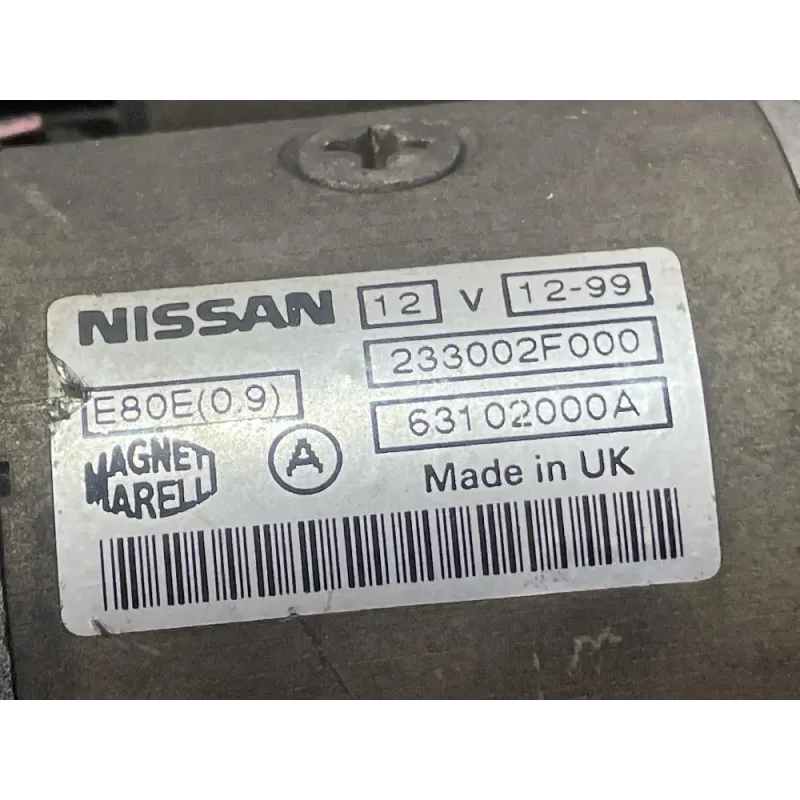 NISSAN 12 V 12-99
233002F000
E80E(0.9) 63102000A
MAGNETI MARELLI A Made in UK